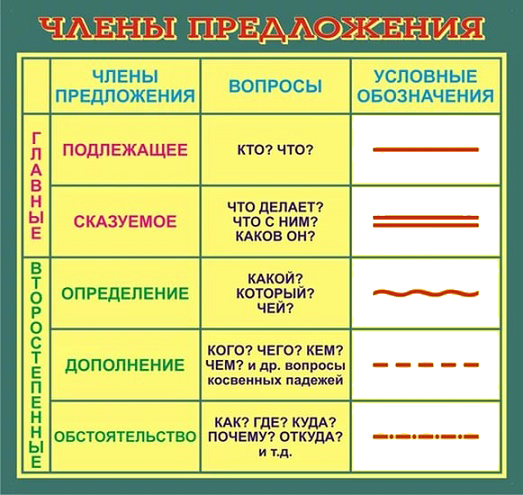 ЧЛЕНЫ ПРЕДЛОЖЕНИЯ
ЧЛЕНЫ
ПРЕДЛОЖЕНИЯ
ВОПРОСЫ
УСЛОВНЫЕ
ОБОЗНАЧЕНИЯ
ГЛАВНЫЕ
ПОДЛЕЖАЩЕЕ
КТО? ЧТО?
СКАЗУЕМОЕ
ЧТО ДЕЛАЕТ?
ЧТО С НИМ?
КАКОВ ОН?
ВТОРОСТЕПЕННЫЕ
ОПРЕДЕЛЕНИЕ
КАКОЙ?
КОТОРЫЙ?
ЧЕЙ?
ДОПОЛНЕНИЕ
КОГО? ЧЕГО? КЕМ?
ЧЕМ? и др. вопросы
косвенных падежей
ОБСТОЯТЕЛЬСТВО
КАК? ГДЕ? КУДА?
ПОЧЕМУ? ОТКУДА?
и т.д.